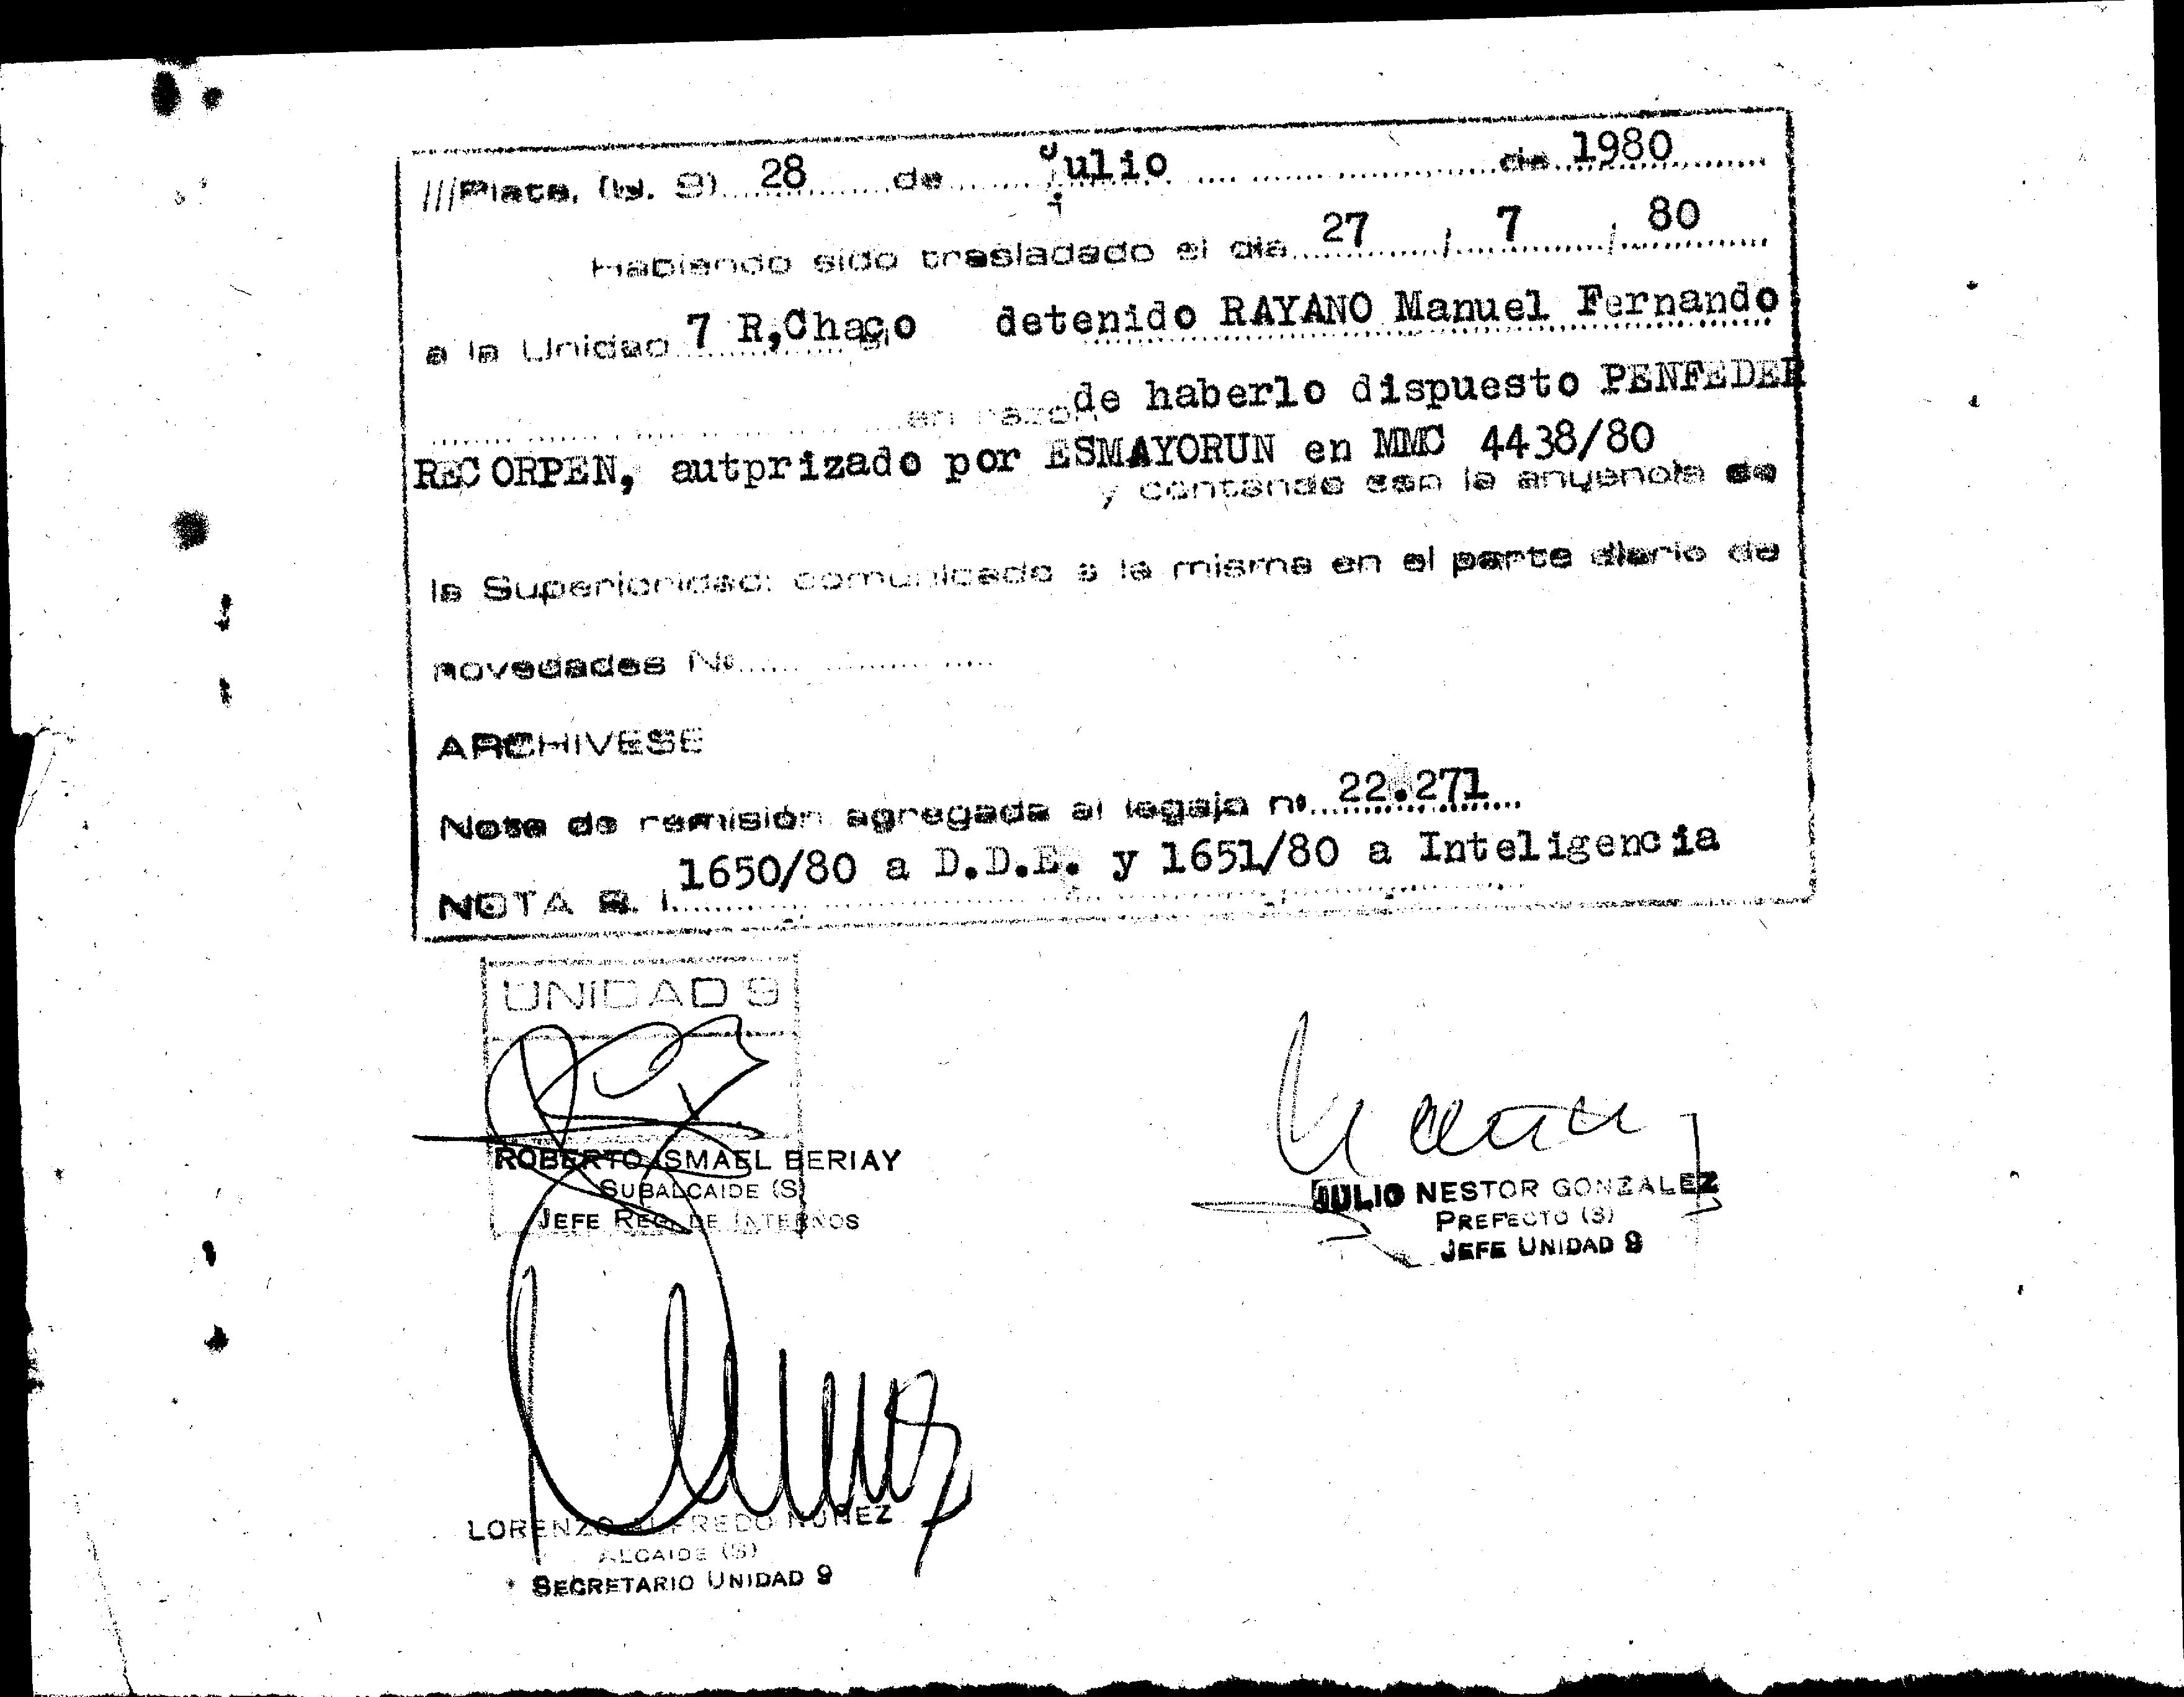 ///Plata, (U. 9) 28 de Julio de 1980
Habiendo sido trasladado el dia 27 / 7 / 80
a la Unidad 7 R,Chaco detenido RAYANO Manuel Fernando
en razon de haberlo dispuesto PENFEDER
REC ORPEN, autprizado por ESMAYORUN en MMC 4438/80
y contando con la anuencia de
la Superioridad: comunicado a la misma en el parte diario de
novedades Nº
ARCHIVESE
Nota de remisión agregada al legajo nº 22.271
NOTA R. I. 1650/80 a D.D.E. y 1651/80 a Inteligencia
UNIDAD 9
ROBERTO ISMAEL BERIAY
SUBALCAIDE (S)
JEFE REG. DE INTERNOS
JULIO NESTOR GONZALEZ
PREFECTO (S)
JEFE UNIDAD 9
LORENZO ALFREDO NUÑEZ
ALCAIDE (S)
SECRETARIO UNIDAD 9